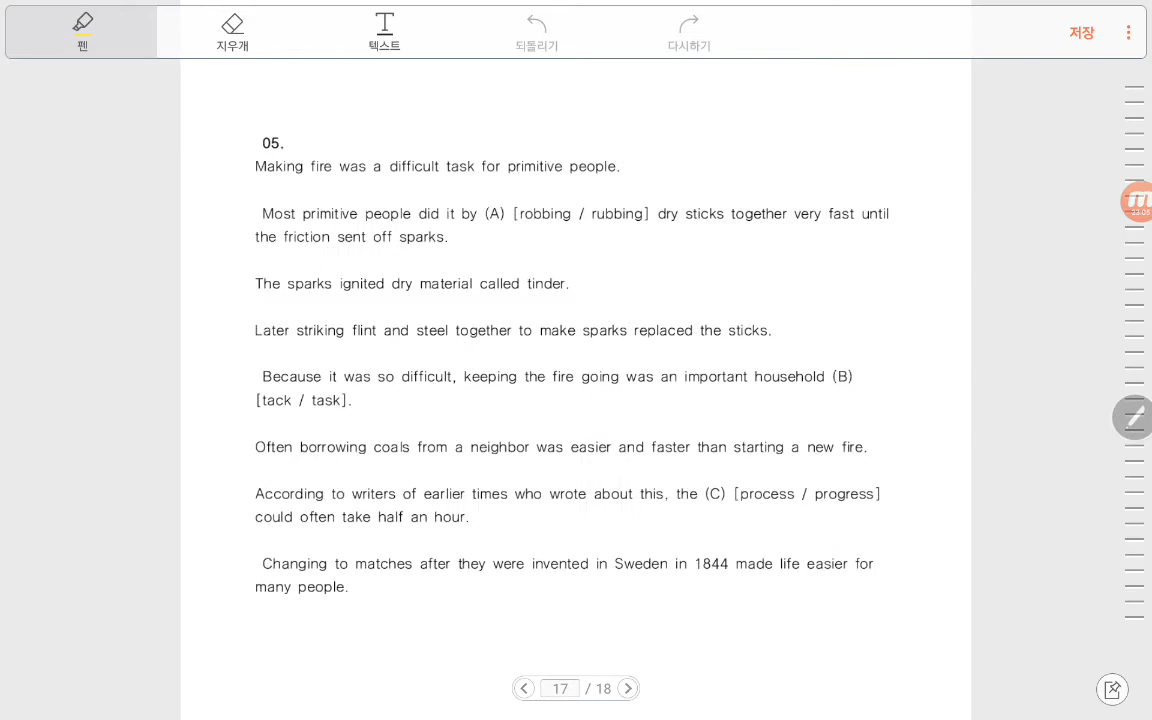 펜
지우개
텍스트
되돌리기
다시하기
저장
05.
Making fire was a difficult task for primitive people.
Most primitive people did it by (A) [robbing / rubbing] dry sticks together very fast until
the friction sent off sparks.
The sparks ignited dry material called tinder.
Later striking flint and steel together to make sparks replaced the sticks.
Because it was so difficult, keeping the fire going was an important household (B)
[tack / task].
Often borrowing coals from a neighbor was easier and faster than starting a new fire.
According to writers of earlier times who wrote about this, the (C) [process / progress]
could often take half an hour.
Changing to matches after they were invented in Sweden in 1844 made life easier for
many people.
17 / 18
23:05